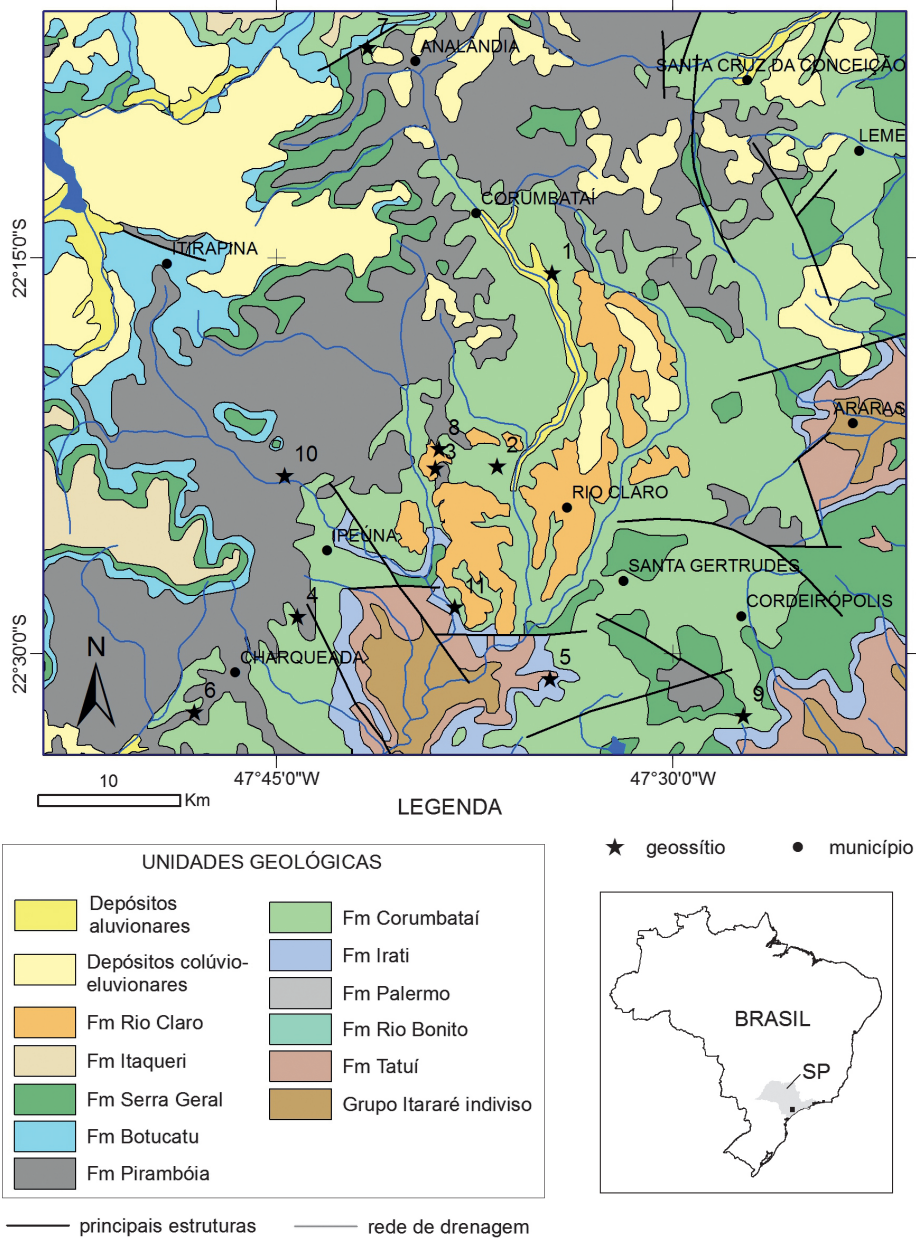 7
ANALÂNDIA
SANTA CRUZ DA CONCEIÇÃO
LEME
CORUMBATAÍ
22°15'0"S
ITIRAPINA
1
ARARAS
8
3
2
10
RIO CLARO
IPEÚNA
SANTA GERTRUDES
11
4
CORDEIRÓPOLIS
22°30'0"S
N
CHARQUEADA
5
6
9
47°45'0"W
47°30'0"W
10
Km
LEGENDA
UNIDADES GEOLÓGICAS
Depósitos
aluvionares
Depósitos colúvio-
eluvionares
Fm Rio Claro
Fm Itaqueri
Fm Serra Geral
Fm Botucatu
Fm Pirambóia
Fm Corumbataí
Fm Irati
Fm Palermo
Fm Rio Bonito
Fm Tatuí
Grupo Itararé indiviso
geossítio
município
BRASIL
SP
principais estruturas
rede de drenagem